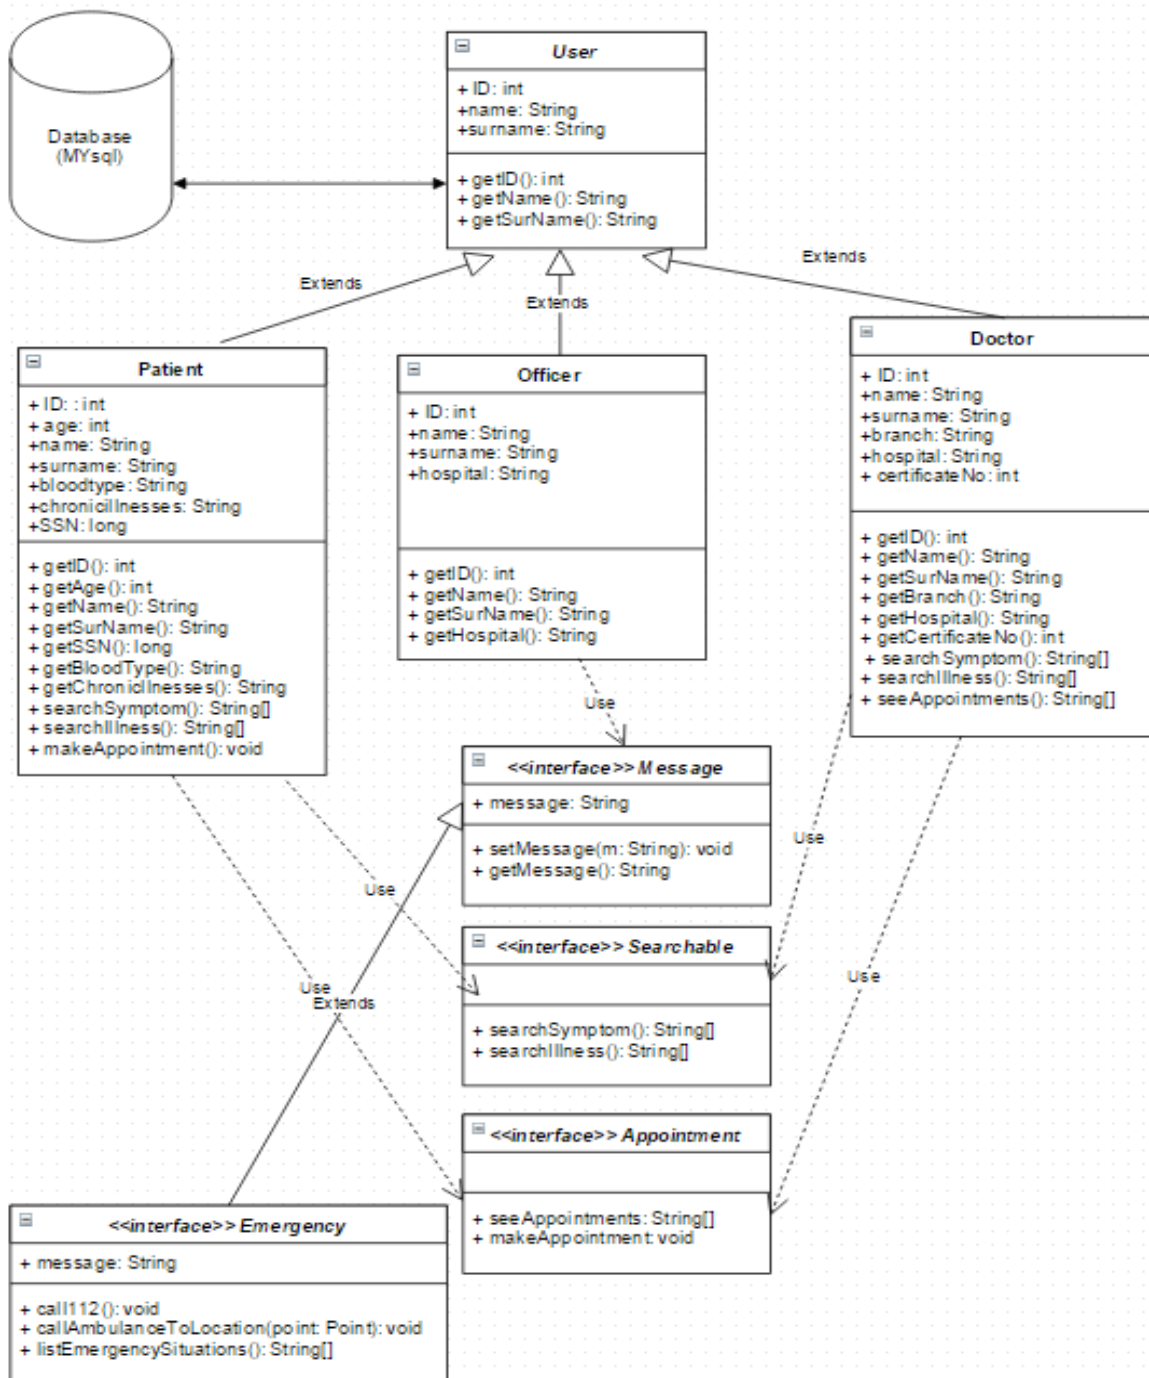 Database
(MYsql)
User
+ ID: int
+name: String
+surname: String
+ getID(): int
+ getName(): String
+ getSurName(): String
Extends
Extends
Extends
Patient
+ ID: : int
+ age: int
+name: String
+surname: String
+bloodtype: String
+chronicillnesses: String
+SSN: long
+ getID(): int
+ getAge(): int
+ getName(): String
+ getSurName(): String
+ getSSN(): long
+ getBloodType(): String
+ getChronicIlnesses(): String
+ searchSymptom(): String[]
+ searchIllness(): String[]
+ makeAppointment(): void
Officer
+ ID: int
+name: String
+surname: String
+hospital: String
+ getID(): int
+ getName(): String
+ getSurName(): String
+ getHospital(): String
Doctor
+ ID: int
+name: String
+surname: String
+branch: String
+hospital: String
+ certificateNo: int
+ getID(): int
+ getName(): String
+ getSurName(): String
+ getBranch(): String
+ getHospital(): String
+ getCertificateNo(): int
+ searchSymptom(): String[]
+ searchIllness(): String[]
+ seeAppointments(): String[]
Use
<<interface>> Message
+ message: String
+ setMessage(m: String): void
+ getMessage(): String
Use
Use
<<interface>> Searchable
+ searchSymptom(): String[]
+ searchIllness(): String[]
Use
Use
Extends
<<interface>> Appointment
+ seeAppointments: String[]
+ makeAppointment: void
<<interface>> Emergency
+ message: String
+ call112(): void
+ callAmbulanceToLocation(point: Point): void
+ listEmergencySituations(): String[]